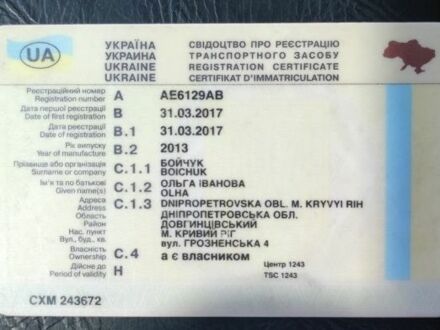 UA
УКРАЇНА СВІДОЦТВО ПРО РЕЄСТРАЦІЮ
УКРАИНА ТРАНСПОРТНОГО ЗАСОБУ
UKRAINE REGISTRATION CERTIFICATE
UKRAINE CERTIFIKAT D'IMMATRICULATION
Реєстраційний номер
Registration number A AE6129AB
Дата першої реєстрації
Date of first registration B 31.03.2017
Дата реєстрації
Date of registration B.1 31.03.2017
Рік випуску
Year of manufacture B.2 2013
Прізвище або організація
Surname or company C.1.1 БОЙЧУК
BOICHUK
Ім'я та по батькові
Given name(s) C.1.2 ОЛЬГА ІВАНОВА
OLHA
Адреса
Address C.1.3 DNIPROPETROVSKA OBL. M. KRYVYI RIH
Область ДНІПРОПЕТРОВСЬКА ОБЛ.
Район ДОВГИНЦІВСЬКИЙ
Нас. пункт М. КРИВИЙ РІГ
Вул., буд., кв. вул. ГРОЗНЕНСЬКА 4
Власність
Ownership C.4 а є власником
Дійсне до
Period of validity H
Центр 1243
TSC 1243
CXM 243672